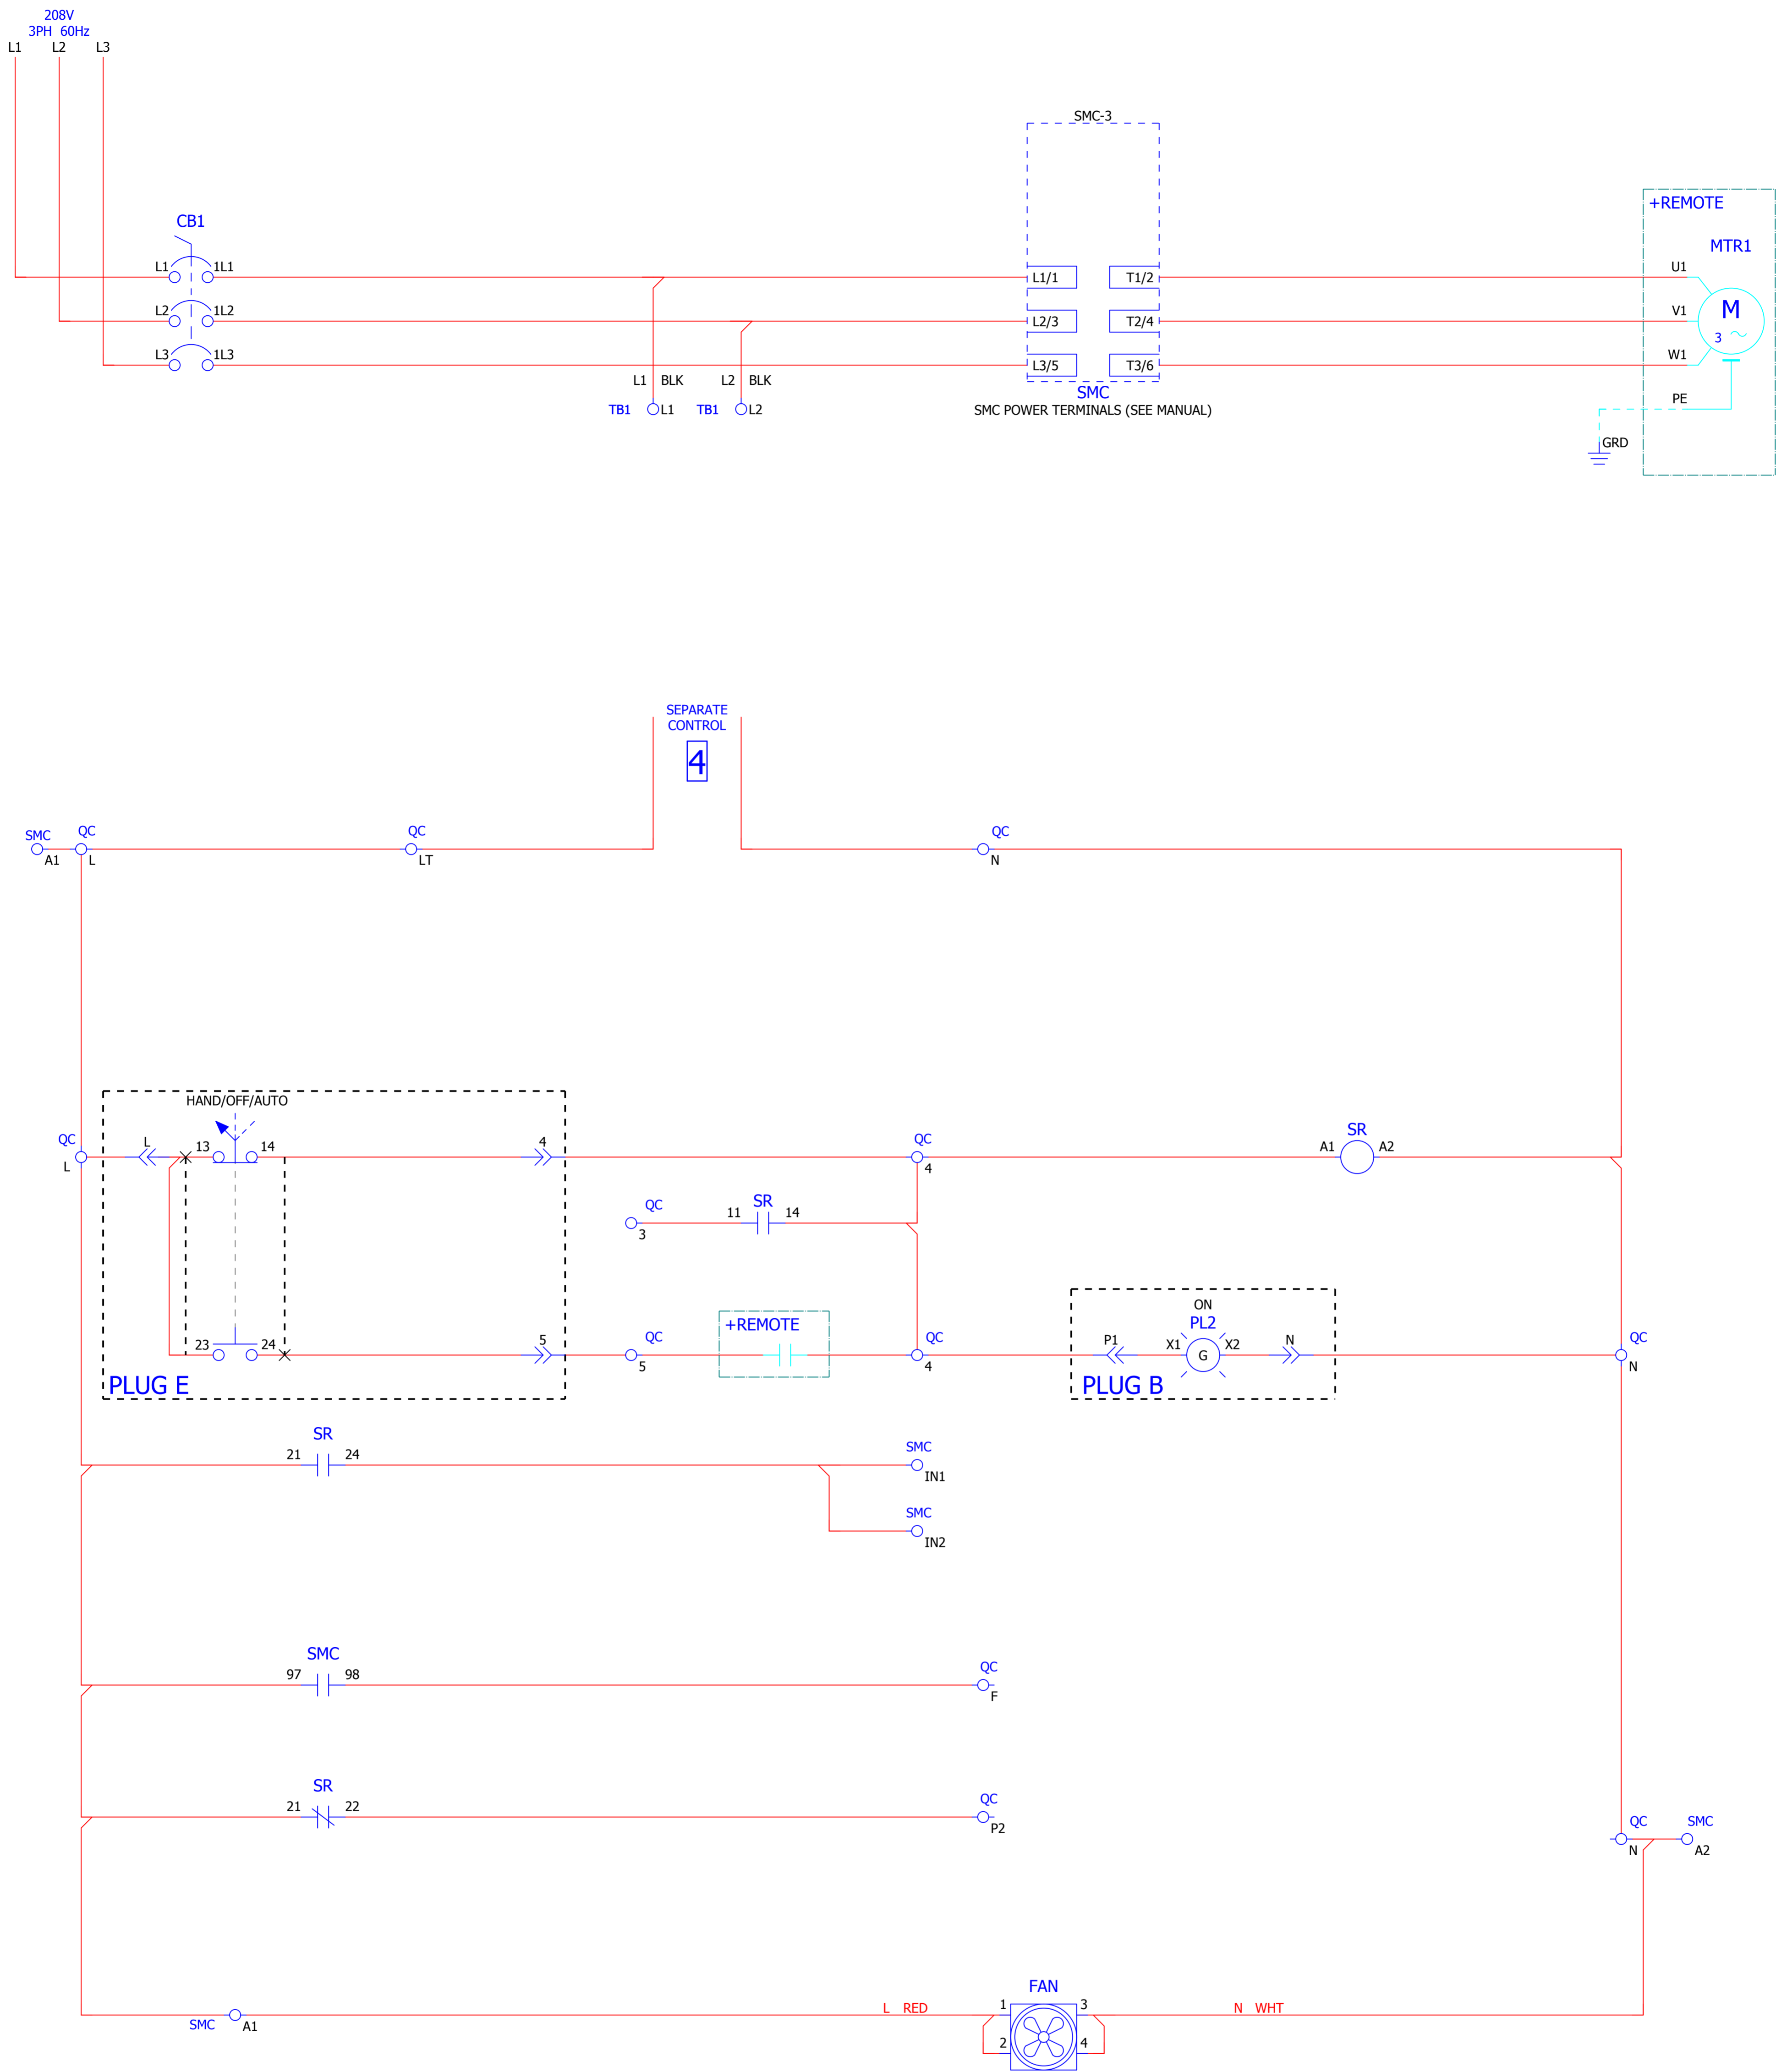 208V
3PH 60Hz
L1 L2 L3
SMC-3
+REMOTE
CB1
MTR1
L1 1L1 L1/1 T1/2 U1
L2 1L2 L2/3 T2/4 V1
M
3
L3 1L3 L3/5 T3/6 W1
L1 BLK L2 BLK
SMC
PE
TB1 L1 TB1 L2
SMC POWER TERMINALS (SEE MANUAL)
GRD
SEPARATE
CONTROL
4
SMC QC QC QC
A1 L LT N
HAND/OFF/AUTO
QC L 13 14 4 QC SR
A1 A2
L 4
QC SR
11 14
3
+REMOTE
ON
PL2
23 24 5 QC P1 X1 G X2 N QC
5 4 N
PLUG E PLUG B
SR
21 24 SMC
IN1
SMC
IN2
SMC
97 98 QC
F
SR
21 22 QC
P2
QC SMC
N A2
FAN
L RED 1 3 N WHT
SMC A1
2 4